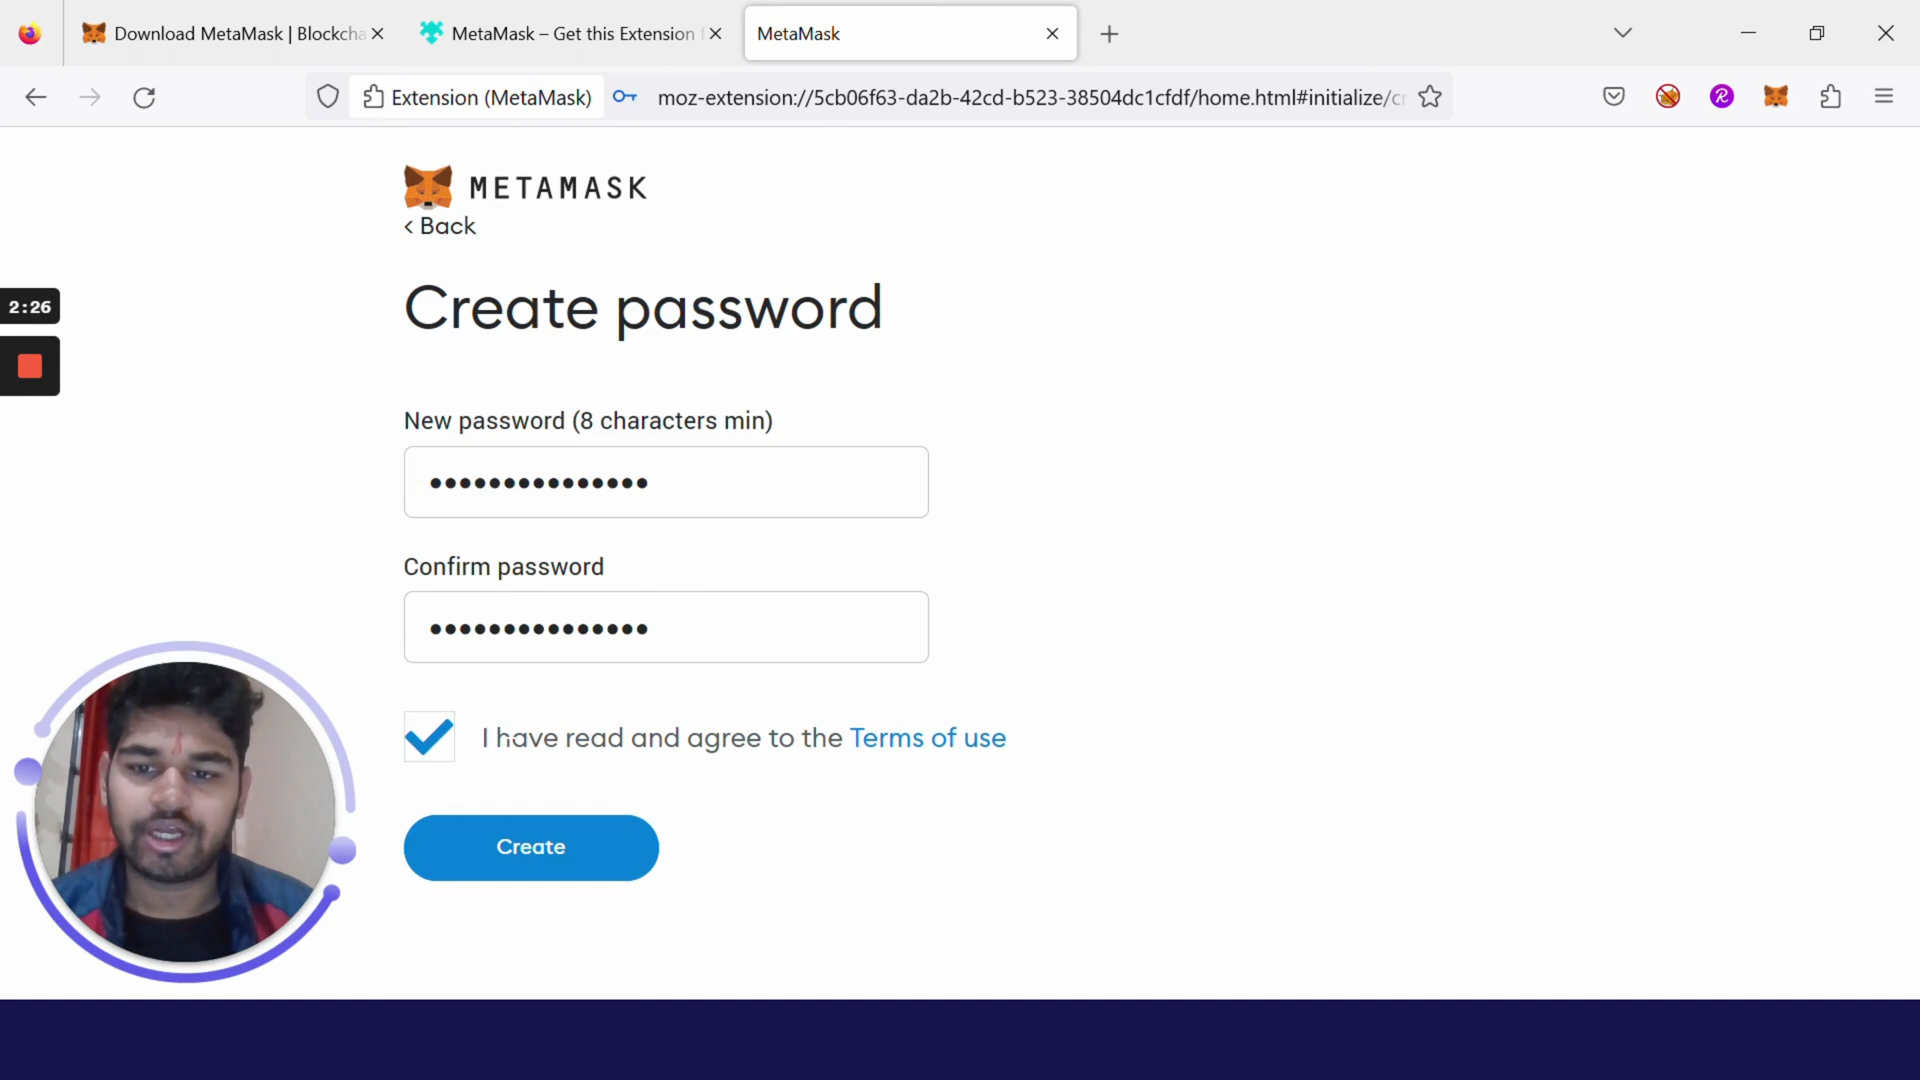 Download MetaMask | Blockcha
MetaMask – Get this Extension f
MetaMask
Extension (MetaMask)
moz-extension://5cb06f63-da2b-42cd-b523-38504dc1cfdf/home.html#initialize/cr
METAMASK
< Back
Create password
2:26
New password (8 characters min)
Confirm password
I have read and agree to the Terms of use
Create